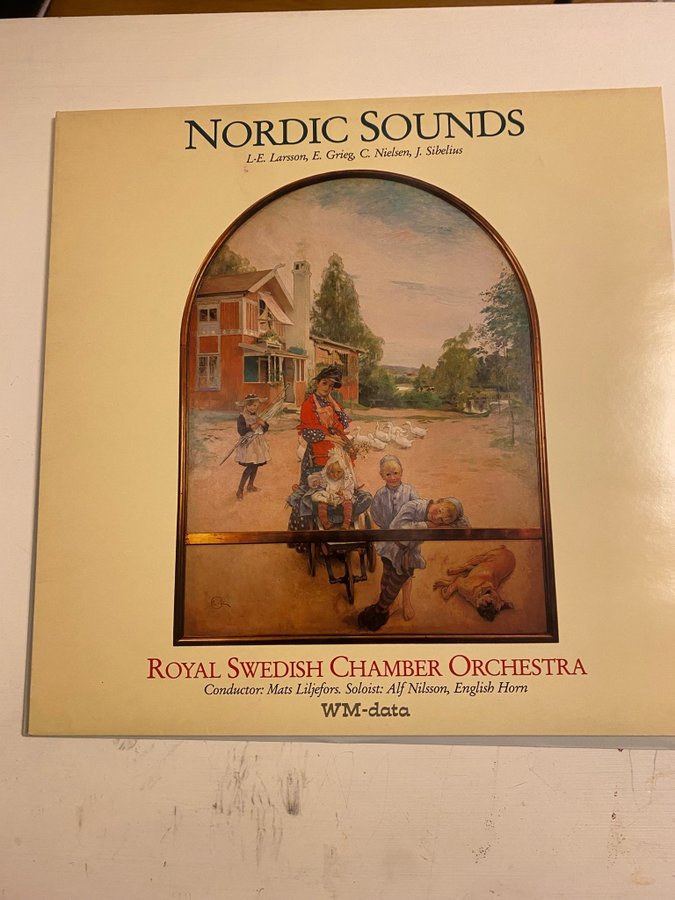 NORDIC SOUNDS
L-E. Larsson, E. Grieg, C. Nielsen, J. Sibelius
ROYAL SWEDISH CHAMBER ORCHESTRA
Conductor: Mats Liljefors. Soloist: Alf Nilsson, English Horn
WM-data